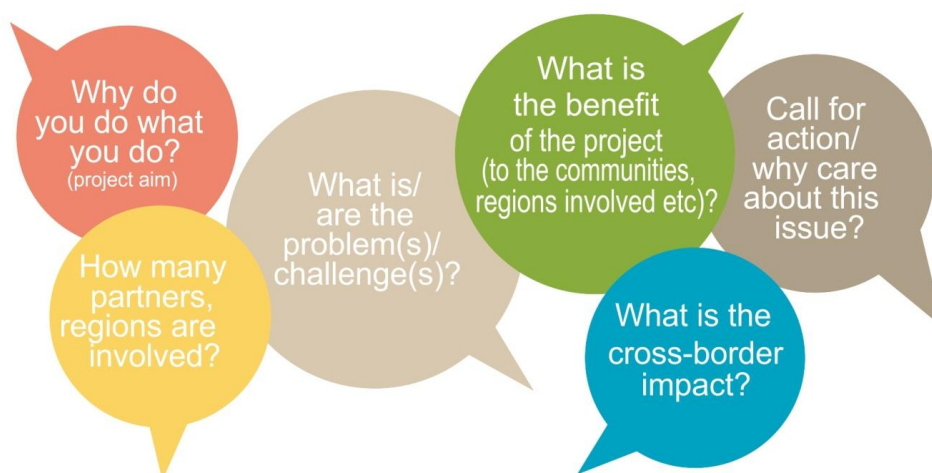 Why do
you do what
you do?
(project aim)
How many
partners,
regions are
involved?
What is/
are the
problem(s)/
challenge(s)?
What is
the benefit
of the project
(to the communities,
regions involved etc)?
What is the
cross-border
impact?
Call for
action/
why care
about this
issue?